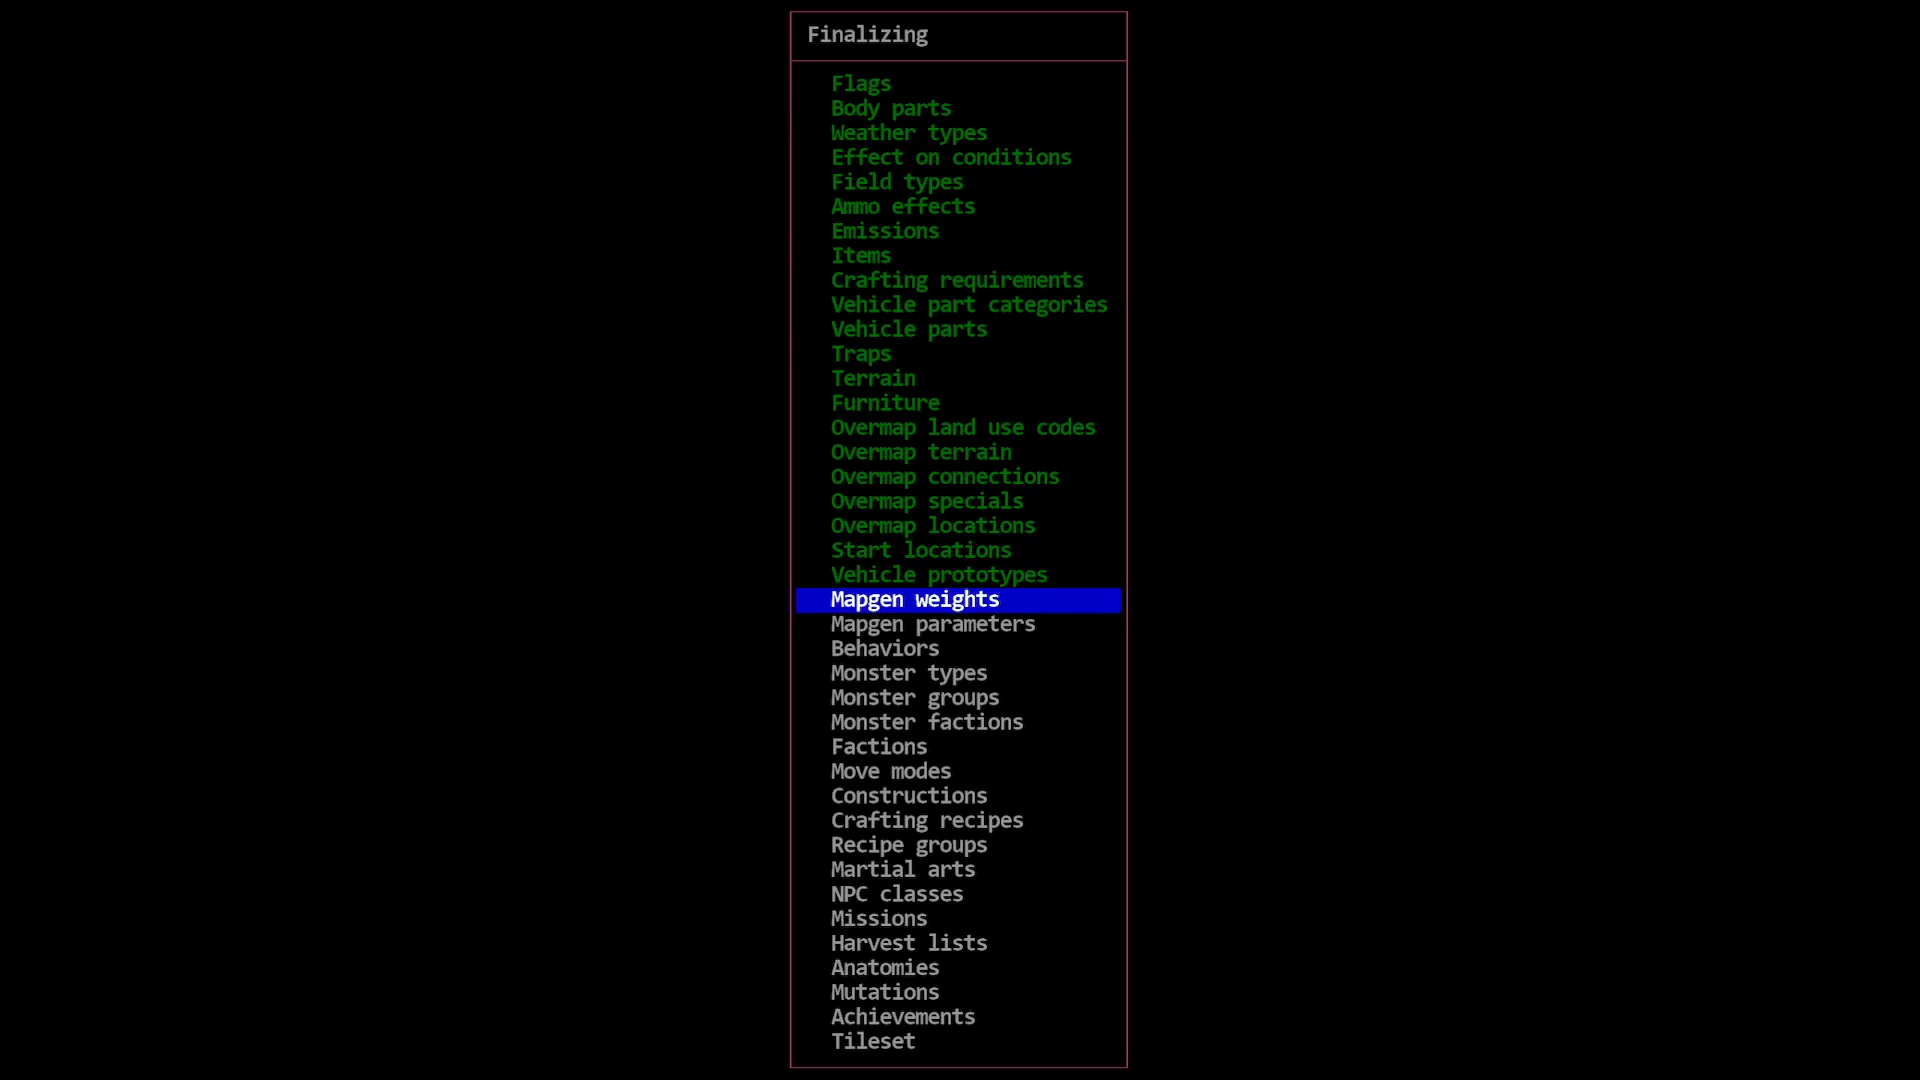 Finalizing
Flags
Body parts
Weather types
Effect on conditions
Field types
Ammo effects
Emissions
Items
Crafting requirements
Vehicle part categories
Vehicle parts
Traps
Terrain
Furniture
Overmap land use codes
Overmap terrain
Overmap connections
Overmap specials
Overmap locations
Start locations
Vehicle prototypes
Mapgen weights
Mapgen parameters
Behaviors
Monster types
Monster groups
Monster factions
Factions
Move modes
Constructions
Crafting recipes
Recipe groups
Martial arts
NPC classes
Missions
Harvest lists
Anatomies
Mutations
Achievements
Tileset